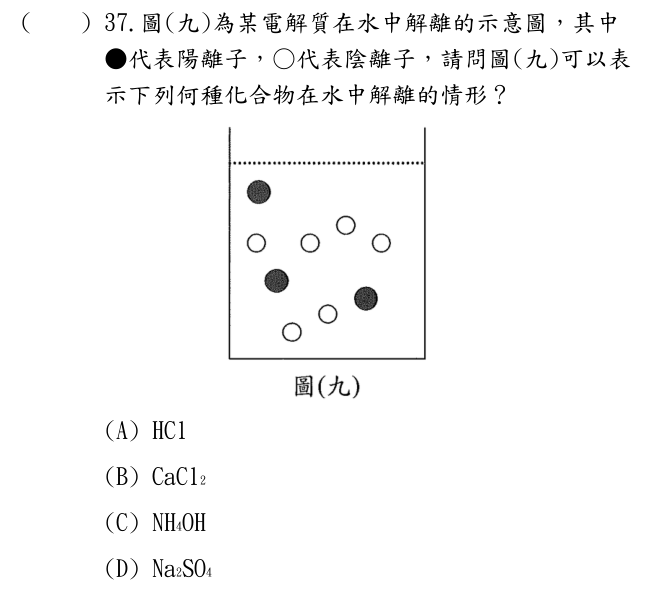 (　　) 37. 圖(九)為某電解質在水中解離的示意圖，其中
●代表陽離子，○代表陰離子，請問圖(九)可以表
示下列何種化合物在水中解離的情形？
圖(九)
(A) HCl
(B) CaCl₂
(C) NH₄OH
(D) Na₂SO₄